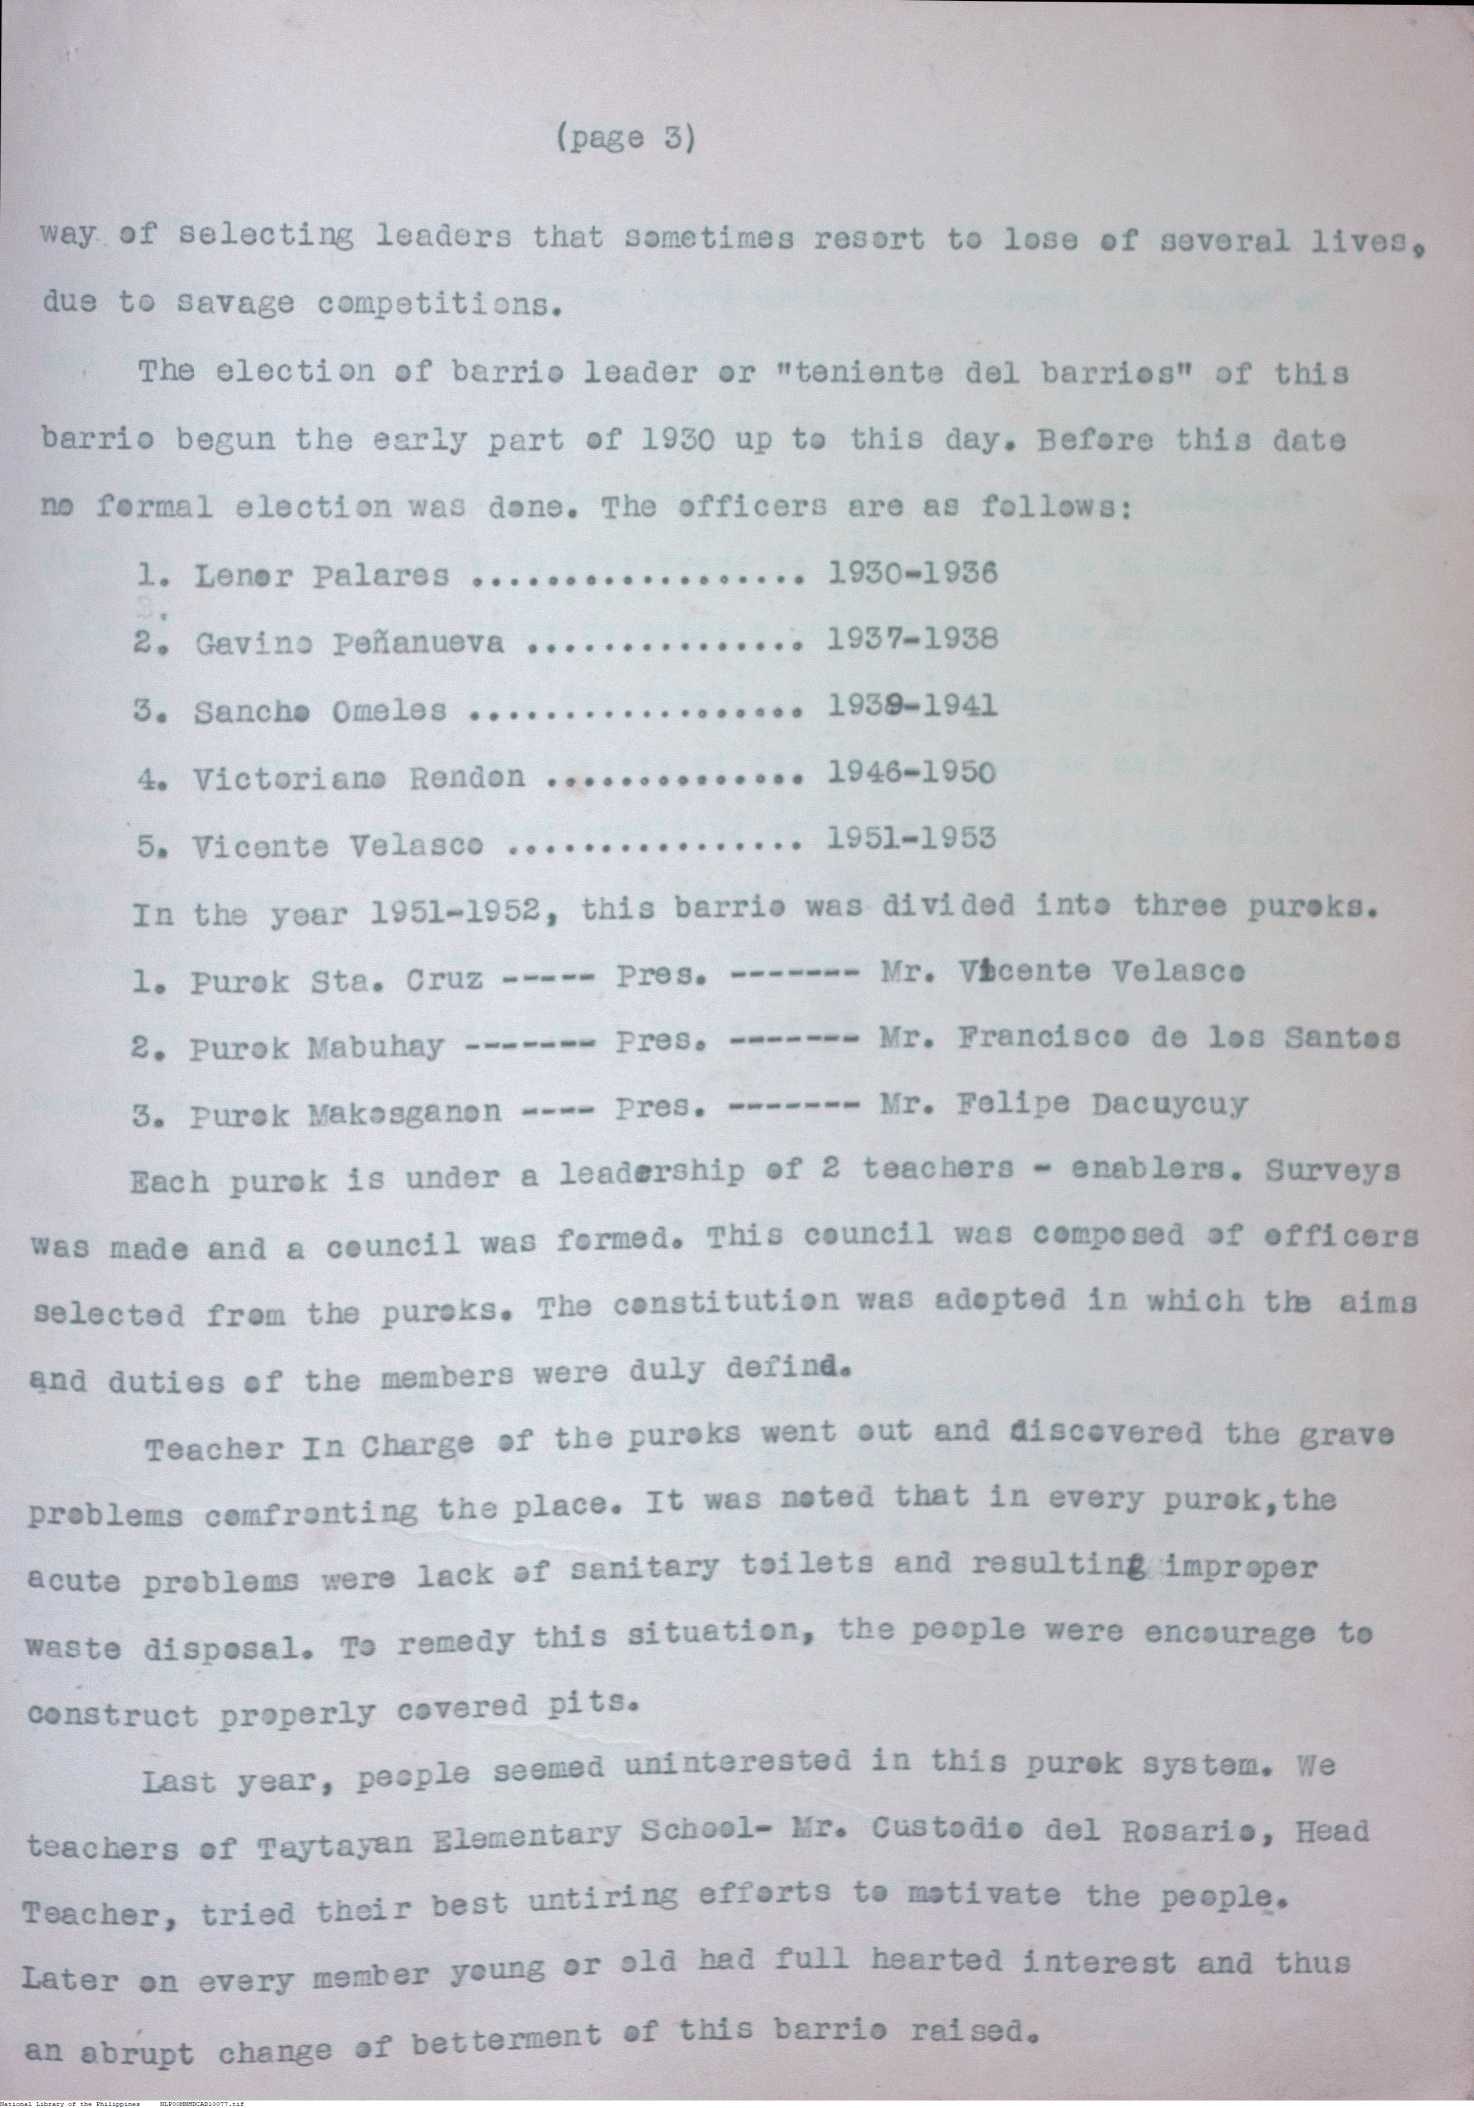 (page 3)
way of selecting leaders that sometimes resort to lose of several lives,
due to savage competitions.
The election of barrio leader or "teniente del barrios" of this
barrio begun the early part of 1930 up to this day. Before this date
no formal election was done. The officers are as follows:
1. Lenor Palares .................. 1930-1936
2. Gavino Peñanueva ............... 1937-1938
3. Sancho Omeles .................. 1939-1941
4. Victoriano Rendon .............. 1946-1950
5. Vicente Velasco ................ 1951-1953
In the year 1951-1952, this barrio was divided into three puroks.
1. Purok Sta. Cruz ----- Pres. ------- Mr. Vicente Velasco
2. Purok Mabuhay ------- Pres. ------- Mr. Francisco de los Santos
3. Purok Makosganon ---- Pres. ------- Mr. Felipe Dacuycuy
Each purok is under a leadership of 2 teachers - enablers. Surveys
was made and a council was formed. This council was composed of officers
selected from the puroks. The constitution was adopted in which the aims
and duties of the members were duly defind.
Teacher In Charge of the puroks went out and discovered the grave
problems comfronting the place. It was noted that in every purok,the
acute problems were lack of sanitary toilets and resulting improper
waste disposal. To remedy this situation, the people were encourage to
construct properly covered pits.
Last year, people seemed uninterested in this purok system. We
teachers of Taytayan Elementary School- Mr. Custodio del Rosario, Head
Teacher, tried their best untiring efforts to motivate the people.
Later on every member young or old had full hearted interest and thus
an abrupt change of betterment of this barrio raised.
National Library of the Philippines NLPOOMNMDCAD10077.tif